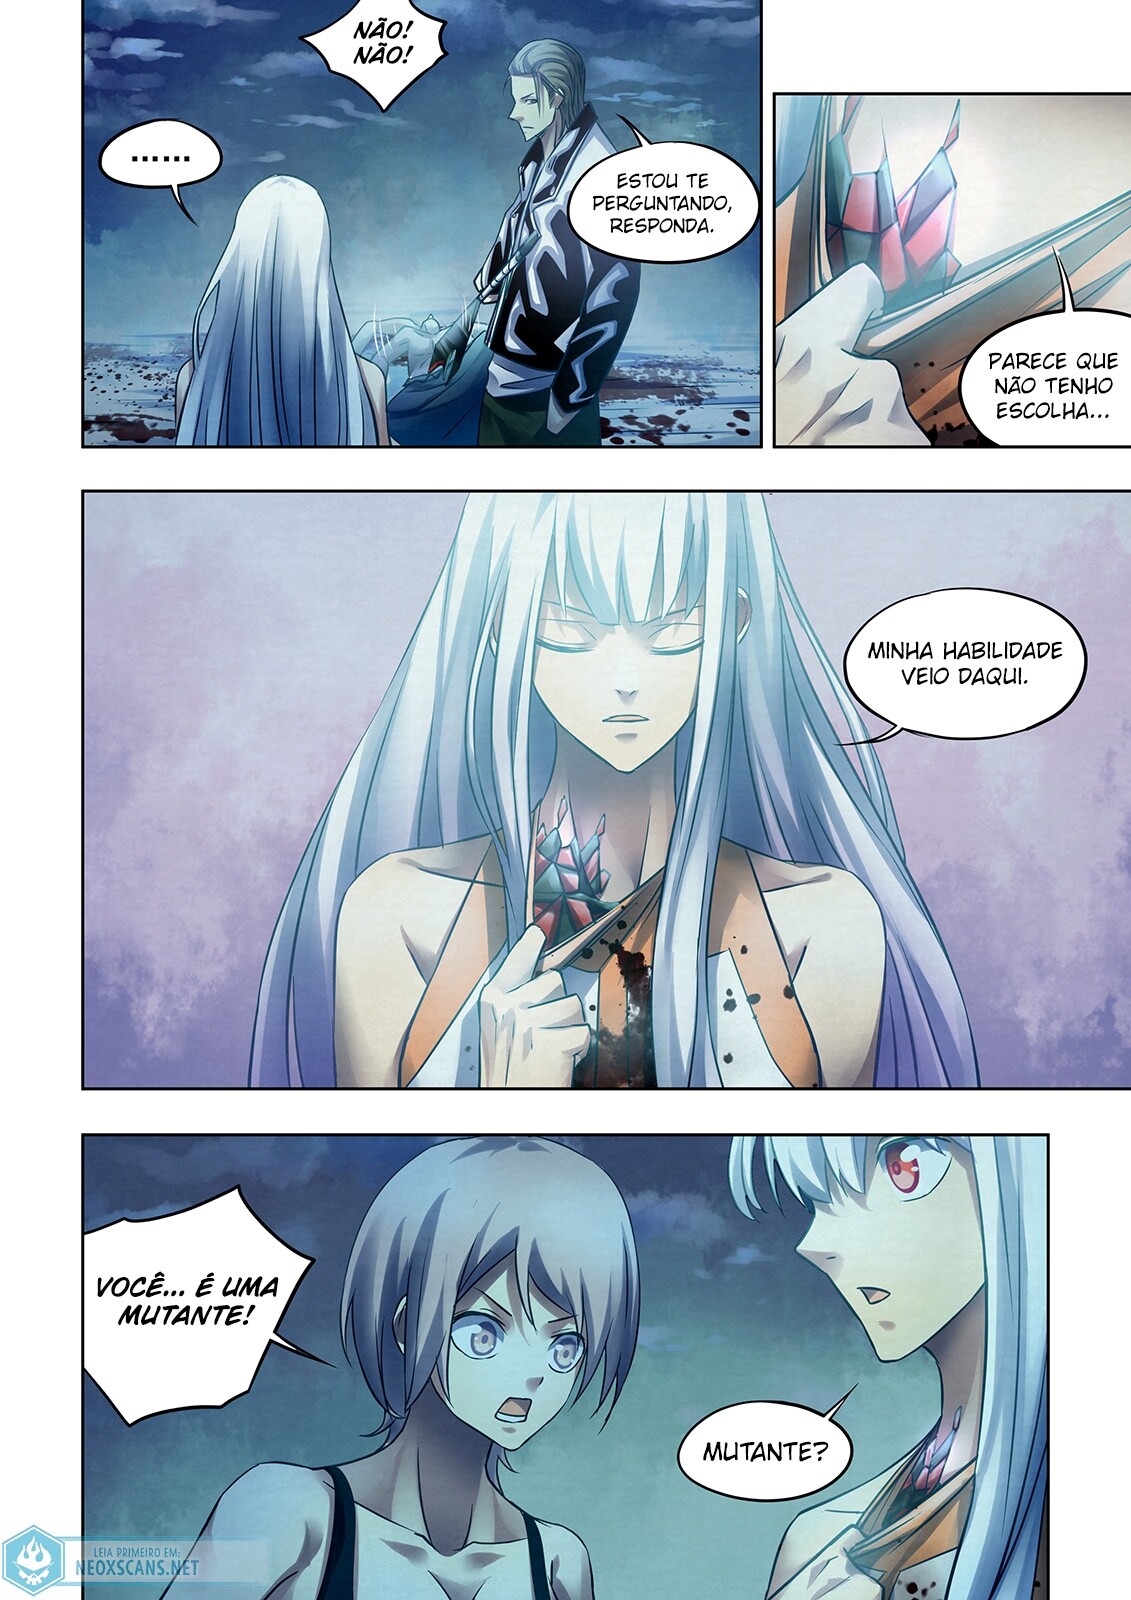 NÃO!
NÃO!
......
ESTOU TE
PERGUNTANDO,
RESPONDA.
PARECE QUE
NÃO TENHO
ESCOLHA...
MINHA HABILIDADE
VEIO DAQUI.
VOCÊ... É UMA
MUTANTE!
MUTANTE?
LEIA PRIMEIRO EM:
NEOXSCANS.NET